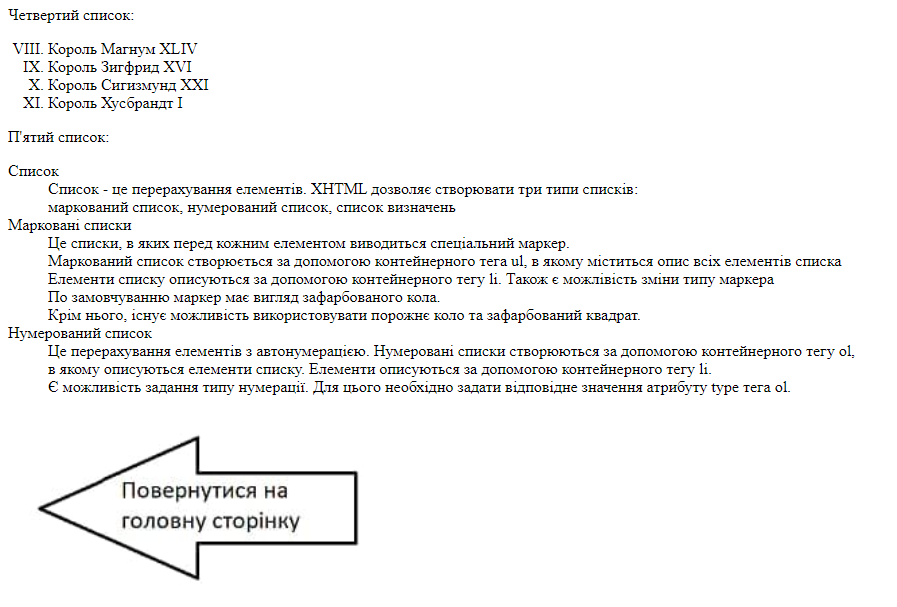 Четвертий список:
VIII. Король Магнум XLIV
IX. Король Зигфрид XVI
X. Король Сигизмунд XXI
XI. Король Хусбрандт I
П'ятий список:
Список
Список - це перерахування елементів. XHTML дозволяє створювати три типи списків:
маркований список, нумерований список, список визначень
Марковані списки
Це списки, в яких перед кожним елементом виводиться спеціальний маркер.
Маркований список створюється за допомогою контейнерного тега ul, в якому міститься опис всіх елементів списка
Елементи списку описуються за допомогою контейнерного тегу li. Також є можлівість зміни типу маркера
По замовчуванню маркер має вигляд зафарбованого кола.
Крім нього, існує можливість використовувати порожнє коло та зафарбований квадрат.
Нумерований список
Це перерахування елементів з автонумерацією. Нумеровані списки створюються за допомогою контейнерного тегу ol,
в якому описуються елементи списку. Елементи описуються за допомогою контейнерного тегу li.
Є можливість задання типу нумерації. Для цього необхідно задати відповідне значення атрибуту type тега ol.
Повернутися на
головну сторінку